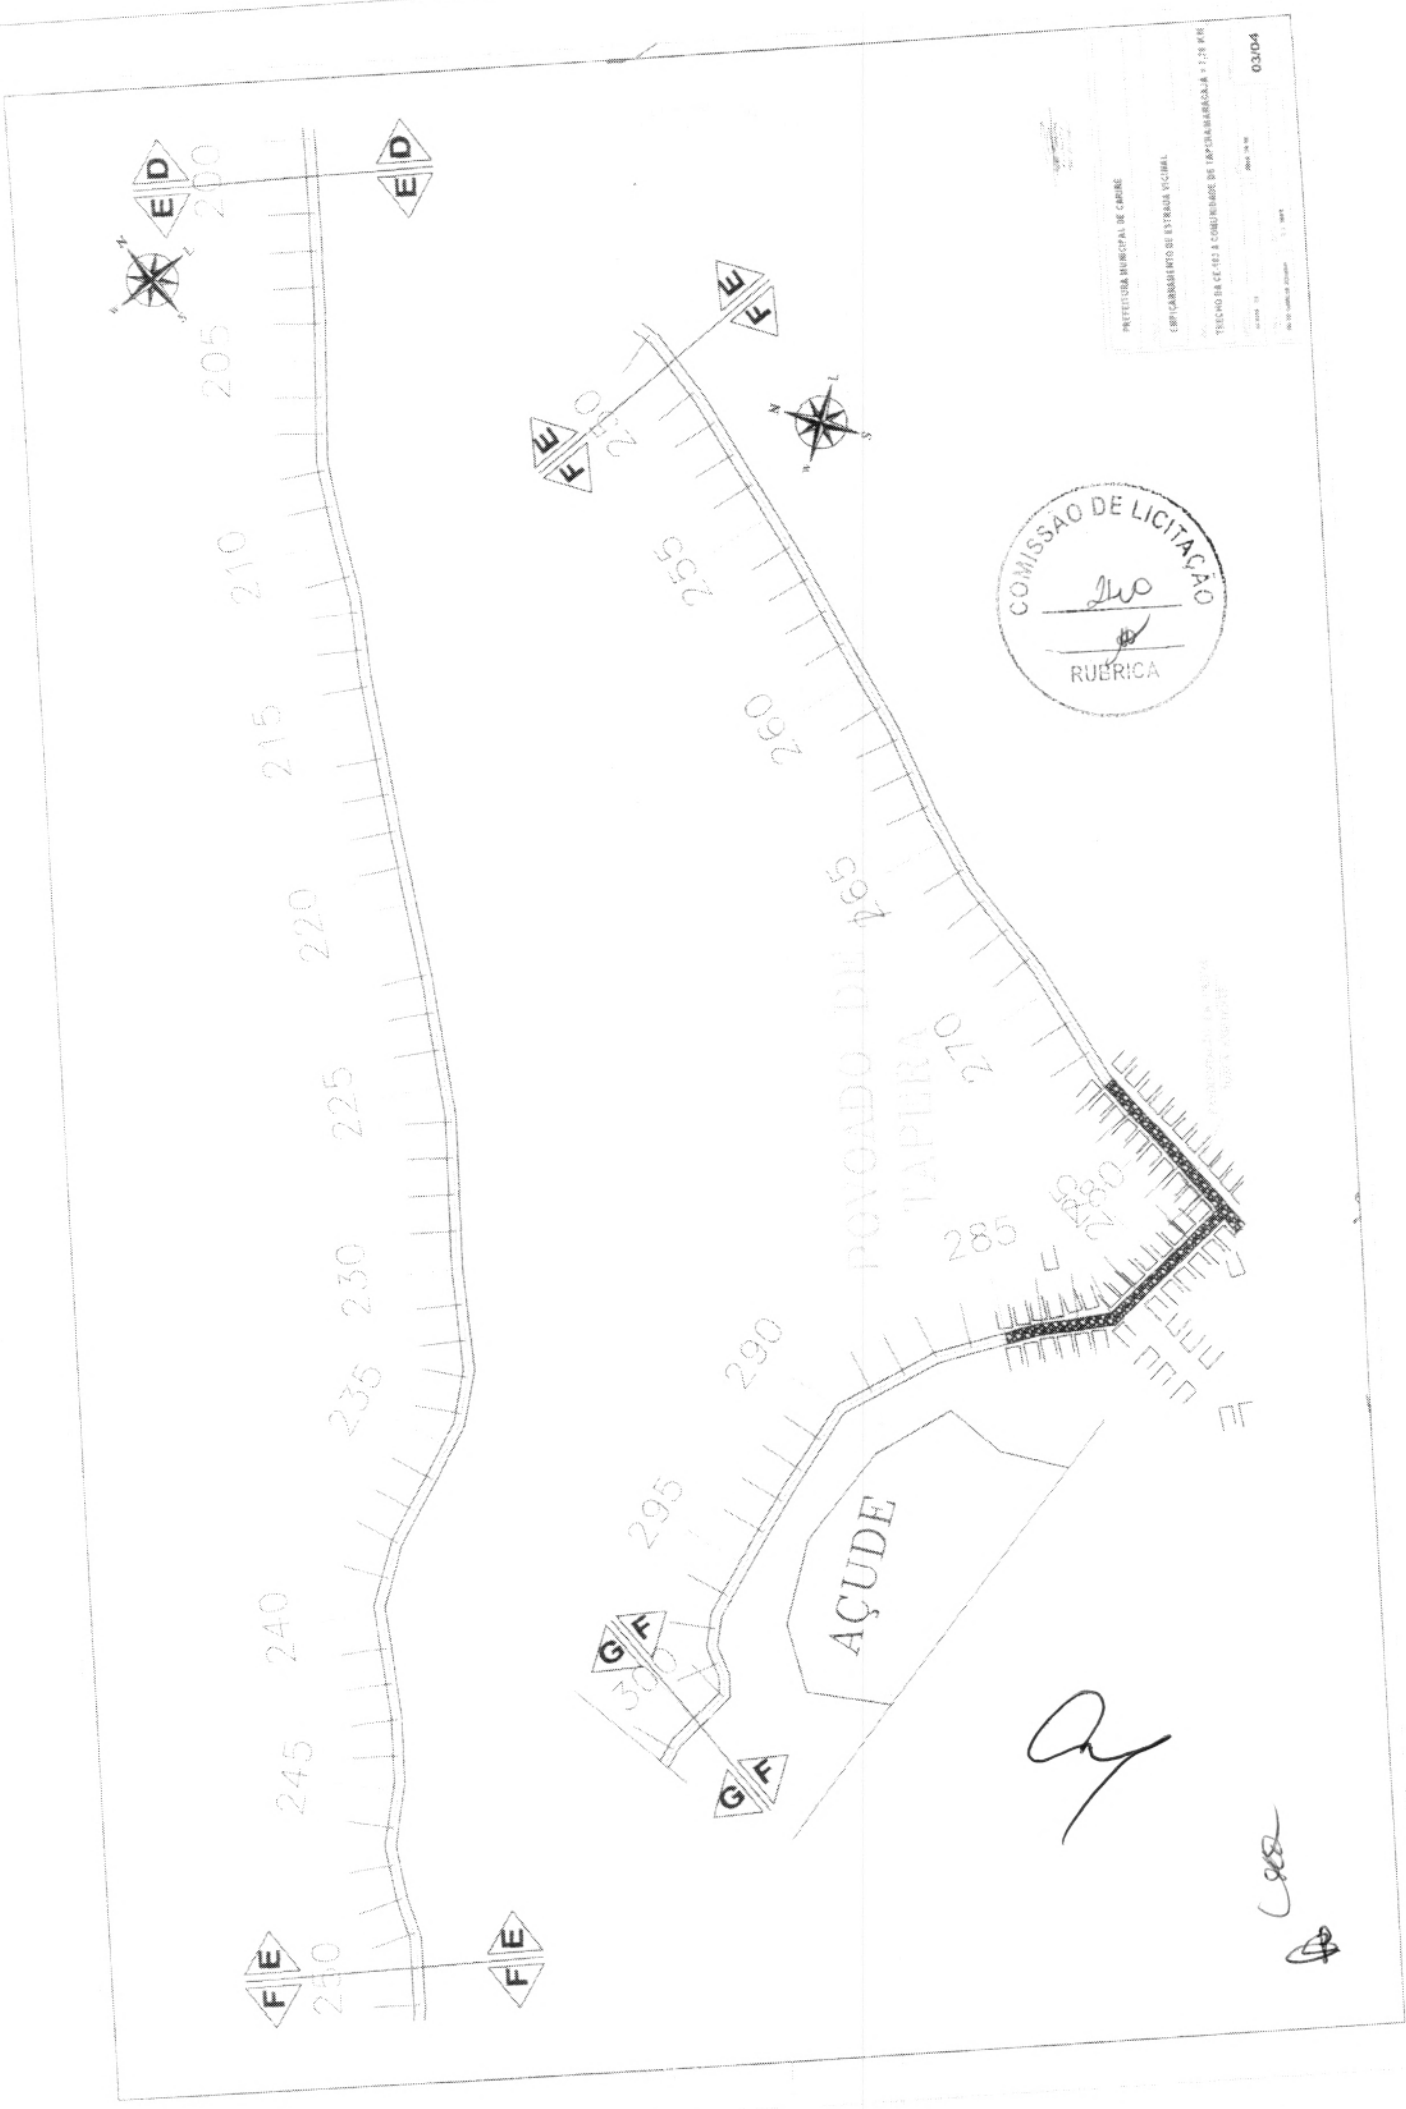 E D
200
205
210
215
220
225
230
235
240
245
250
F E
E D
F E
E
F
E
F
250
255
260
265
270
280
285
290
295
300
G F
G F
N
L
S
W
N
L
S
W
POVOADO DE
TAPERA
AÇUDE
COMISSÃO DE LICITAÇÃO
RUBRICA
PREFEITURA MUNICIPAL DE CARIRÉ
EMPIÇARRAMENTO DE ESTRADA VICINAL
03/04